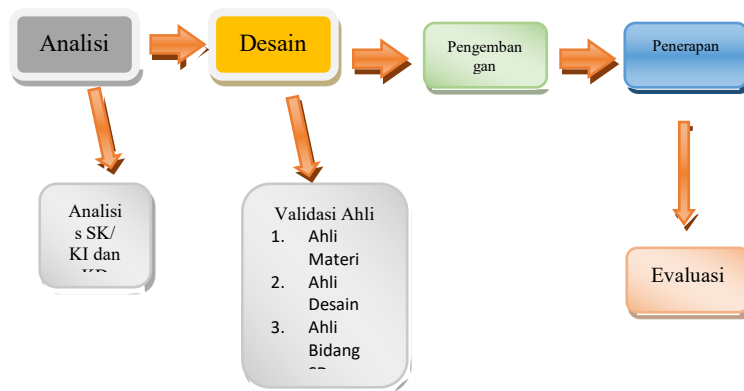 Analisi
Desain
Pengemban
gan
Penerapan
Analisi
s SK/
KI dan
Validasi Ahli
1. Ahli
Materi
2. Ahli
Desain
3. Ahli
Bidang
Evaluasi